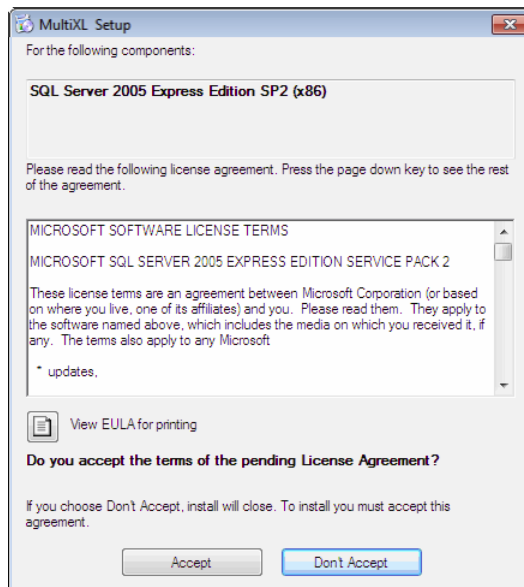 MultiXL Setup
For the following components:
SQL Server 2005 Express Edition SP2 (x86)
Please read the following license agreement. Press the page down key to see the rest
of the agreement.
MICROSOFT SOFTWARE LICENSE TERMS
MICROSOFT SQL SERVER 2005 EXPRESS EDITION SERVICE PACK 2
These license terms are an agreement between Microsoft Corporation (or based
on where you live, one of its affiliates) and you. Please read them. They apply to
the software named above, which includes the media on which you received it, if
any. The terms also apply to any Microsoft
* updates,
View EULA for printing
Do you accept the terms of the pending License Agreement?
If you choose Don't Accept, install will close. To install you must accept this
agreement.
Accept
Don't Accept